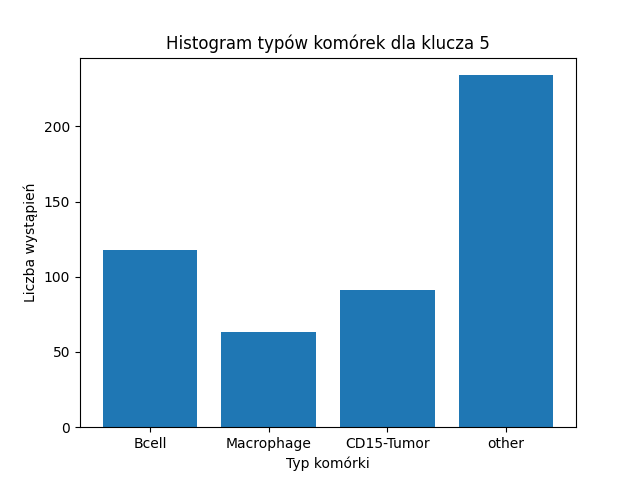 Histogram typów komórek dla klucza 5
Liczba wystąpień
200
150
100
50
0
Bcell Macrophage CD15-Tumor other
Typ komórki